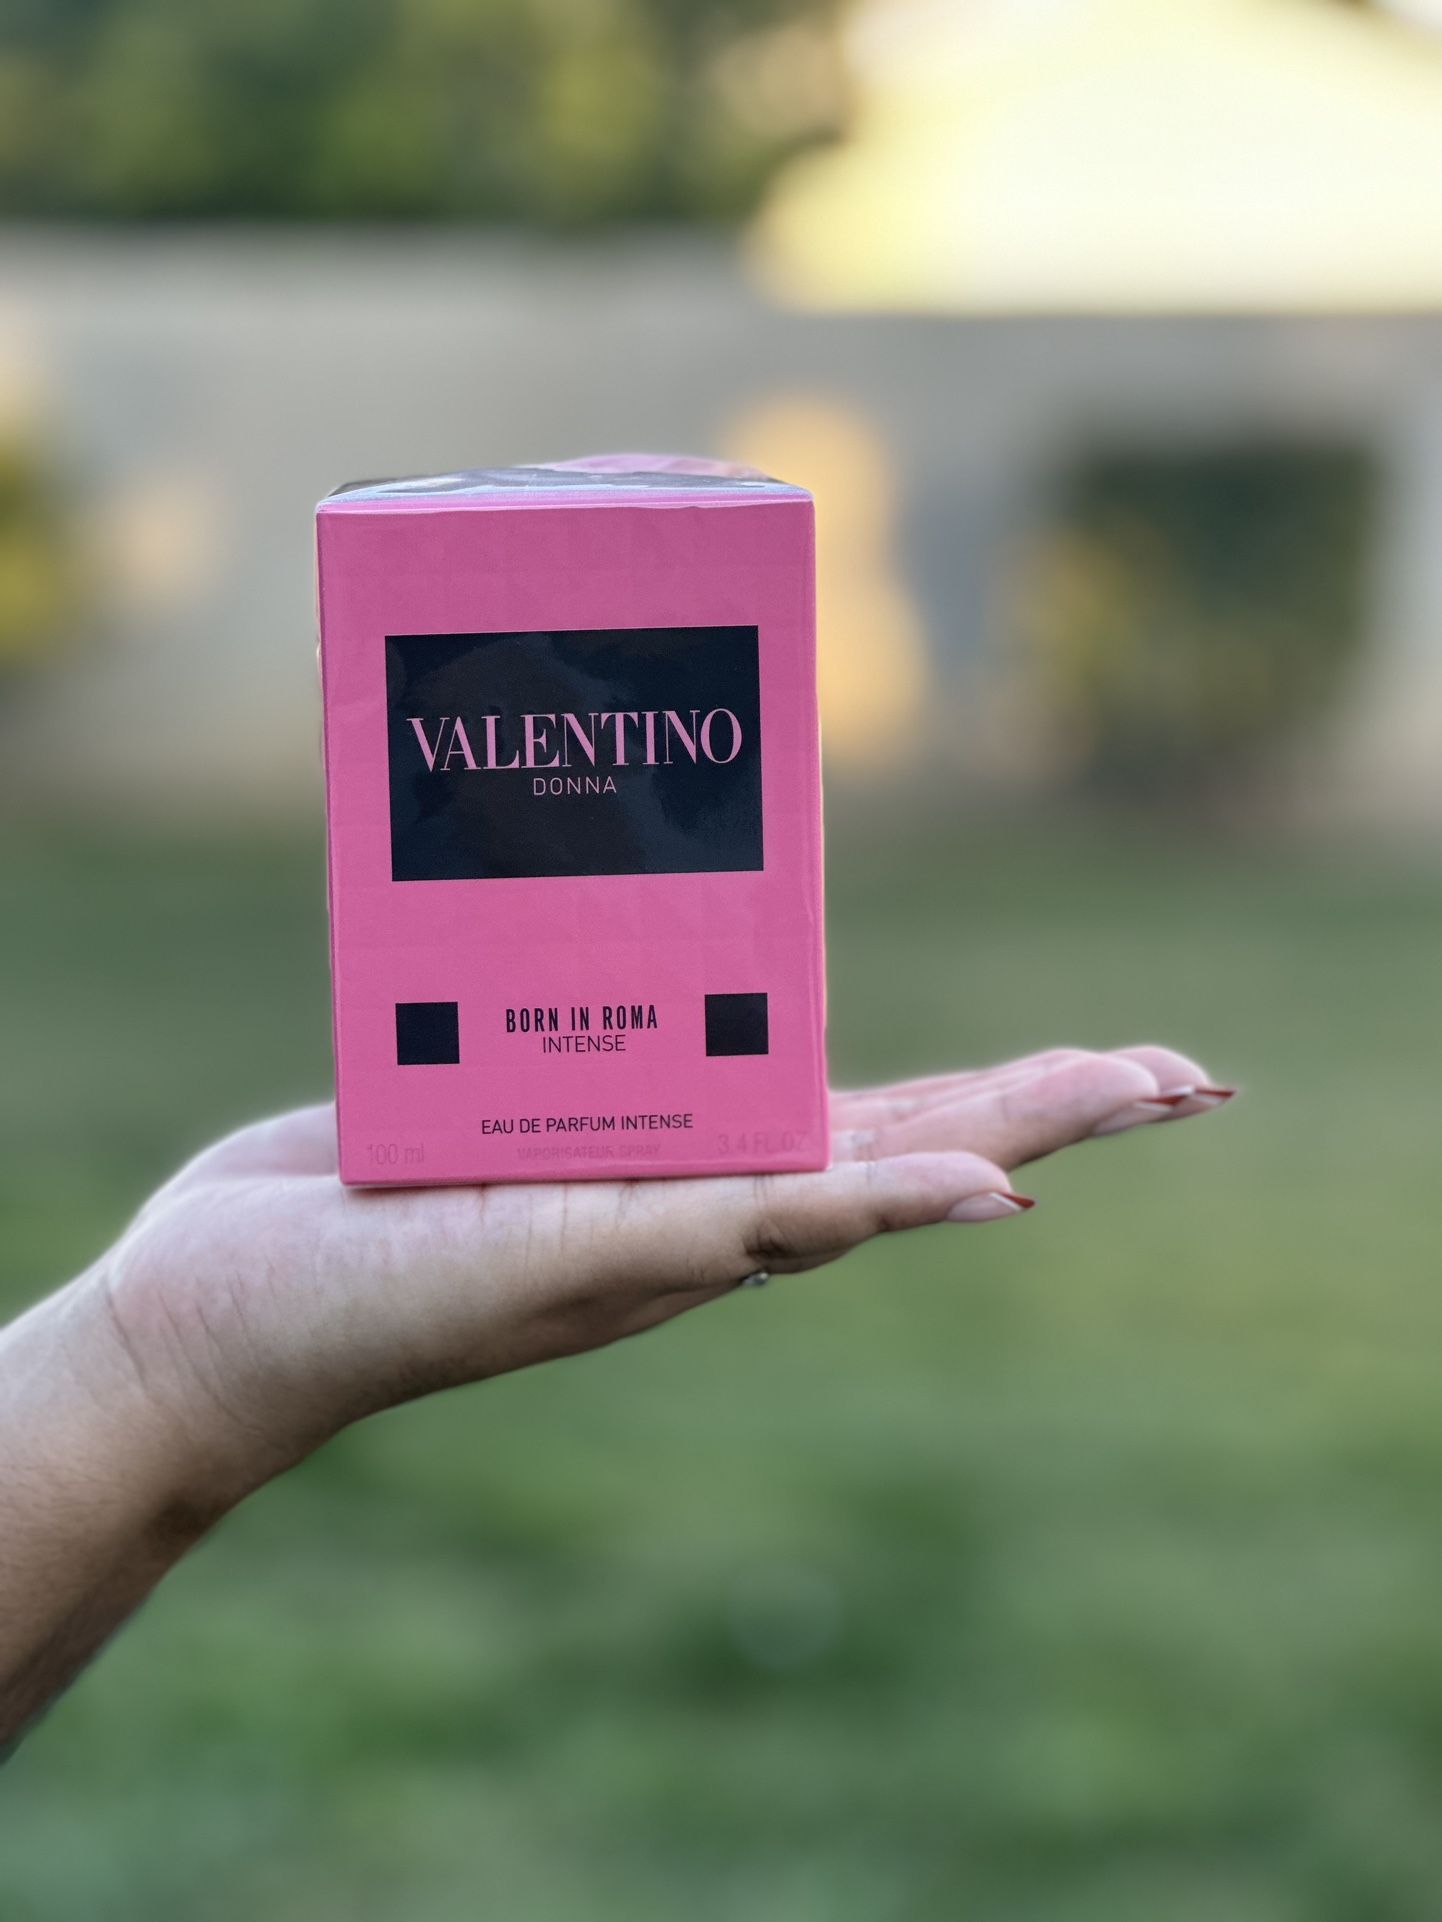 VALENTINO
DONNA
BORN IN ROMA
INTENSE
EAU DE PARFUM INTENSE
100 ml VAPORISATEUR SPRAY 3.4 FL.OZ